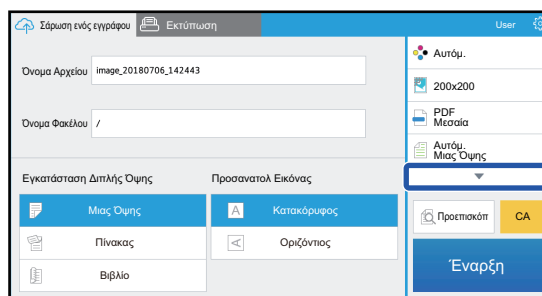 Σάρωση ενός εγγράφου
Εκτύπωση
User
Όνομα Αρχείου
image_20180706_142443
Όνομα Φακέλου
/
Εγκατάσταση Διπλής Όψης
Προσανατολ Εικόνας
Μιας Όψης
Πίνακας
Βιβλίο
A
Κατακόρυφος
A
Οριζόντιος
Αυτόμ.
200x200
PDF
Μεσαία
Αυτόμ.
Μιας Όψης
Προεπισκόπ
CA
Έναρξη